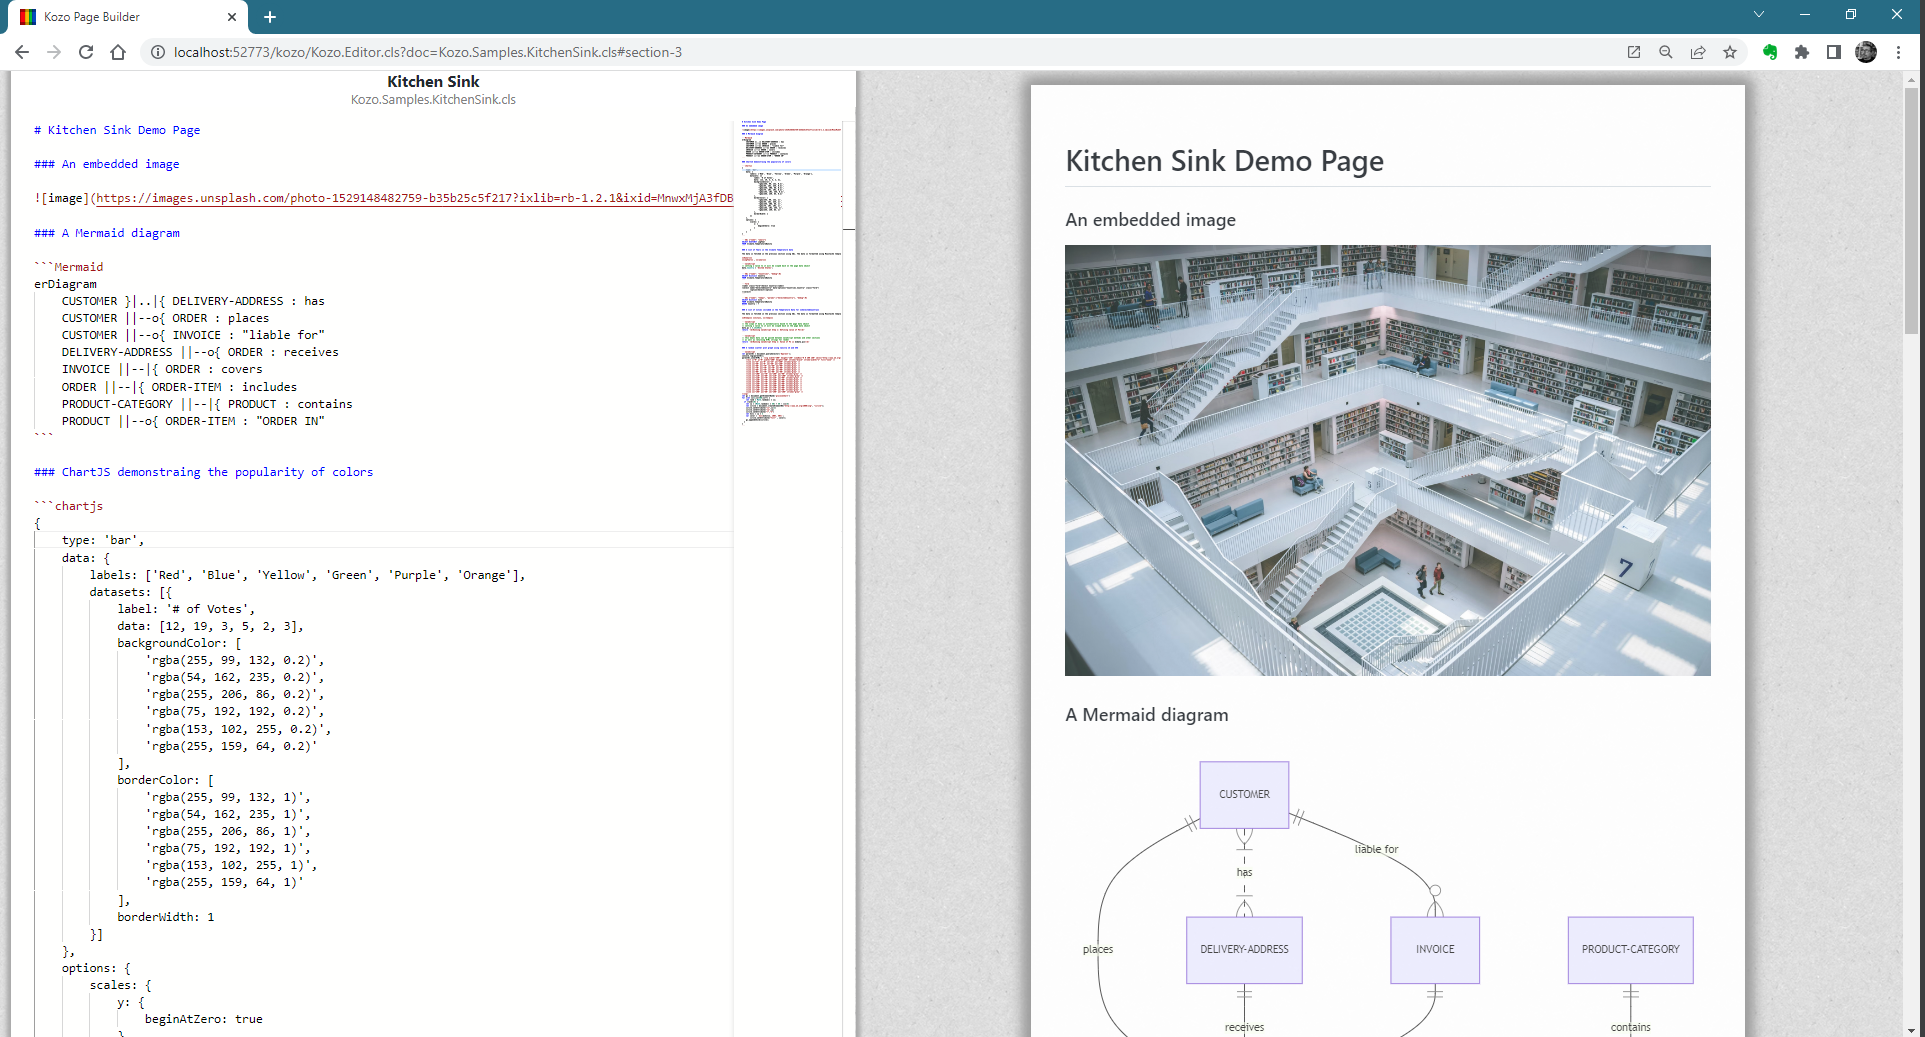 Kozo Page Builder
localhost:52773/kozo/Kozo.Editor.cls?doc=Kozo.Samples.KitchenSink.cls#section-3
Kitchen Sink
Kozo.Samples.KitchenSink.cls
# Kitchen Sink Demo Page
### An embedded image
![image](https://images.unsplash.com/photo-1529148482759-b35b25c5f217?ixlib=rb-1.2.1&ixid=MnwxMjA3fDB
### A Mermaid diagram
```Mermaid
erDiagram
CUSTOMER }|..|{ DELIVERY-ADDRESS : has
CUSTOMER ||--o{ ORDER : places
CUSTOMER ||--o{ INVOICE : "liable for"
DELIVERY-ADDRESS ||--o{ ORDER : receives
INVOICE ||--|{ ORDER : covers
ORDER ||--|{ ORDER-ITEM : includes
PRODUCT-CATEGORY ||--|{ PRODUCT : contains
PRODUCT ||--o{ ORDER-ITEM : "ORDER IN"
```
### ChartJS demonstraing the popularity of colors
```chartjs
{
type: 'bar',
data: {
labels: ['Red', 'Blue', 'Yellow', 'Green', 'Purple', 'Orange'],
datasets: [{
label: '# of Votes',
data: [12, 19, 3, 5, 2, 3],
backgroundColor: [
'rgba(255, 99, 132, 0.2)',
'rgba(54, 162, 235, 0.2)',
'rgba(255, 206, 86, 0.2)',
'rgba(75, 192, 192, 0.2)',
'rgba(153, 102, 255, 0.2)',
'rgba(255, 159, 64, 0.2)'
],
borderColor: [
'rgba(255, 99, 132, 1)',
'rgba(54, 162, 235, 1)',
'rgba(255, 206, 86, 1)',
'rgba(75, 192, 192, 1)',
'rgba(153, 102, 255, 1)',
'rgba(255, 159, 64, 1)'
],
borderWidth: 1
}]
},
options: {
scales: {
y: {
beginAtZero: true
}
Kitchen Sink Demo Page
An embedded image
7
A Mermaid diagram
CUSTOMER
liable for
has
places
DELIVERY-ADDRESS
INVOICE
PRODUCT-CATEGORY
receives
contains